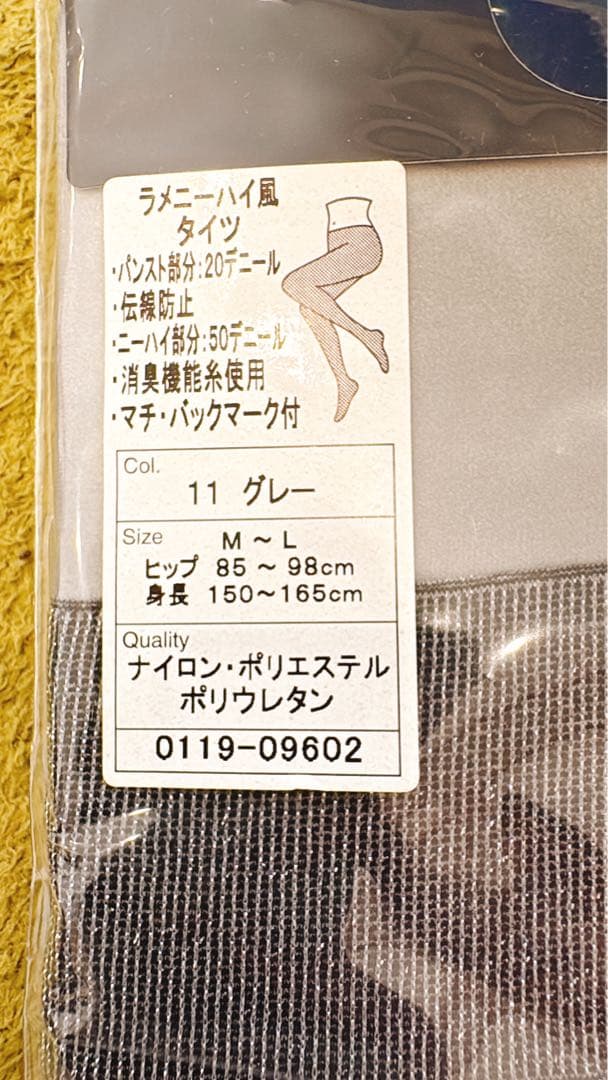 ラメニーハイ風
タイツ
・パンスト部分:20デニール
・伝線防止
・ニーハイ部分:50デニール
・消臭機能糸使用
・マチ・バックマーク付
Col.
11 グレー
Size
M~L
ヒップ 85~98cm
身長 150~165cm
Quality
ナイロン・ポリエステル
ポリウレタン
0119-09602